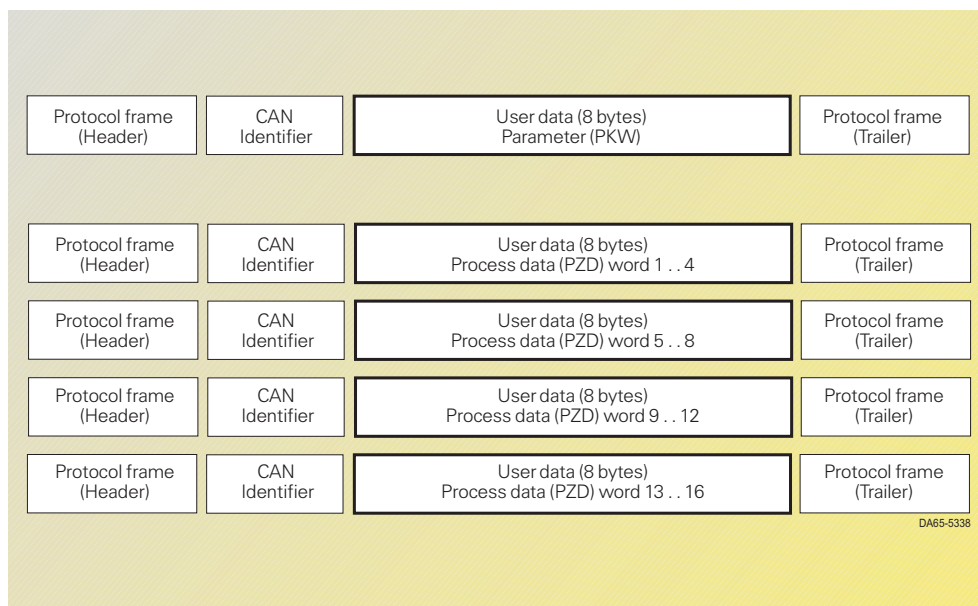 Protocol frame
(Header)
CAN
Identifier
User data (8 bytes)
Parameter (PKW)
Protocol frame
(Trailer)
Protocol frame
(Header)
CAN
Identifier
User data (8 bytes)
Process data (PZD) word 1 . . 4
Protocol frame
(Trailer)
Protocol frame
(Header)
CAN
Identifier
User data (8 bytes)
Process data (PZD) word 5 . . 8
Protocol frame
(Trailer)
Protocol frame
(Header)
CAN
Identifier
User data (8 bytes)
Process data (PZD) word 9 . . 12
Protocol frame
(Trailer)
Protocol frame
(Header)
CAN
Identifier
User data (8 bytes)
Process data (PZD) word 13 . . 16
Protocol frame
(Trailer)
DA65-5338